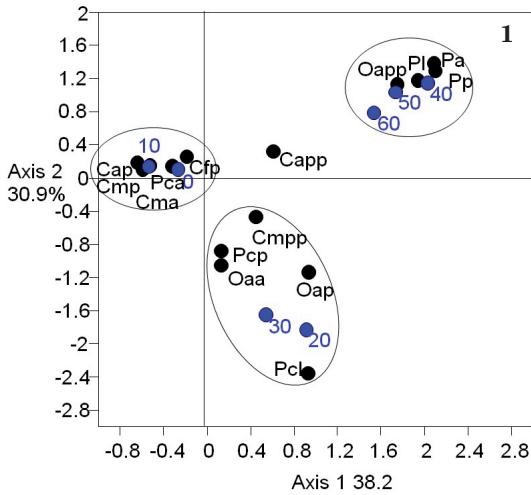 1
2
1.6
1.2
0.8
0.4
0
-0.4
-0.8
-1.2
-1.6
-2
-2.4
-2.8
Axis 2
30.9%
Pl Pa
Oapp Pp
50 40
60
Capp
10
Cap Pca Cfp
0
Cmp
Cma
Cmpp
Pcp
Oaa Oap
30 20
Pcl
-0.8 -0.4 0 0.4 0.8 1.2 1.6 2 2.4 2.8
Axis 1 38.2